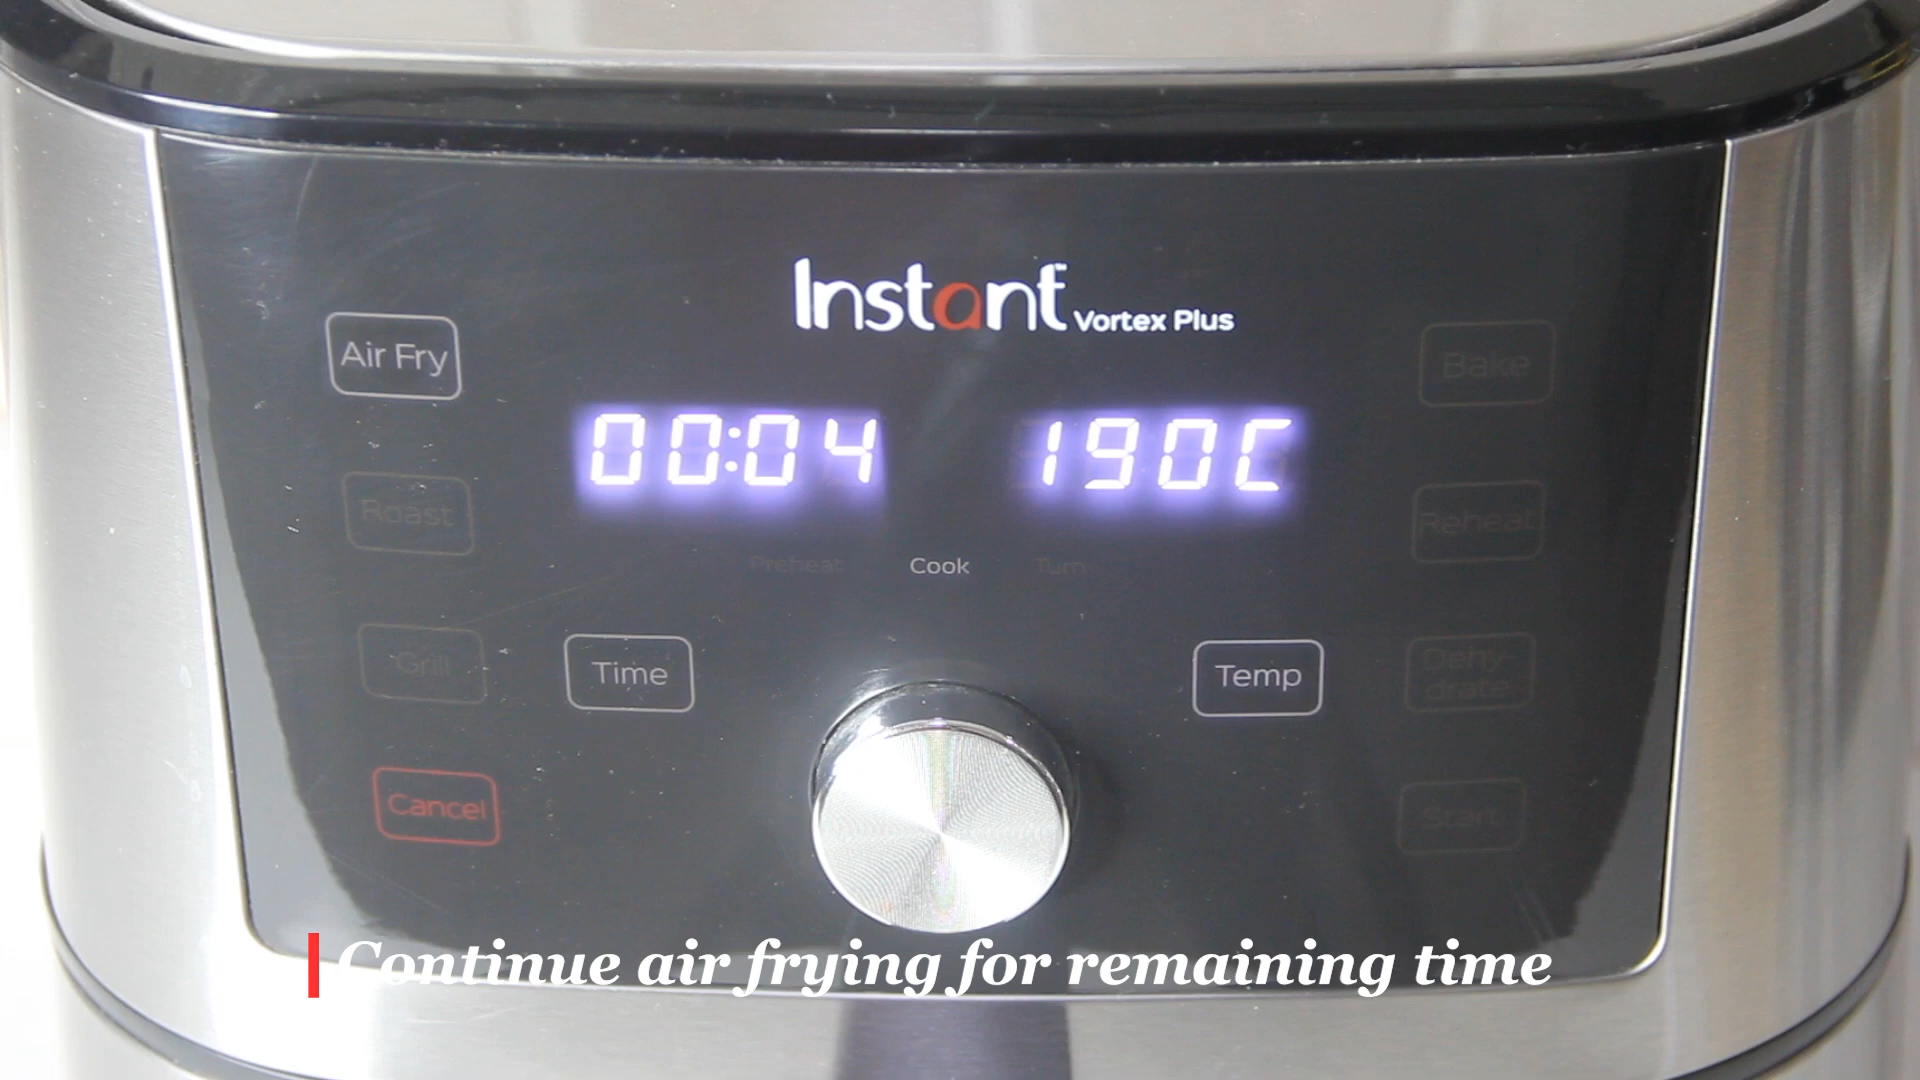 Instant™ Vortex Plus
Air Fry
Bake
00:04
190C
Roast
Reheat
Preheat
Cook
Turn
Grill
Time
Temp
Dehy-
drate
Cancel
Start
Continue air frying for remaining time